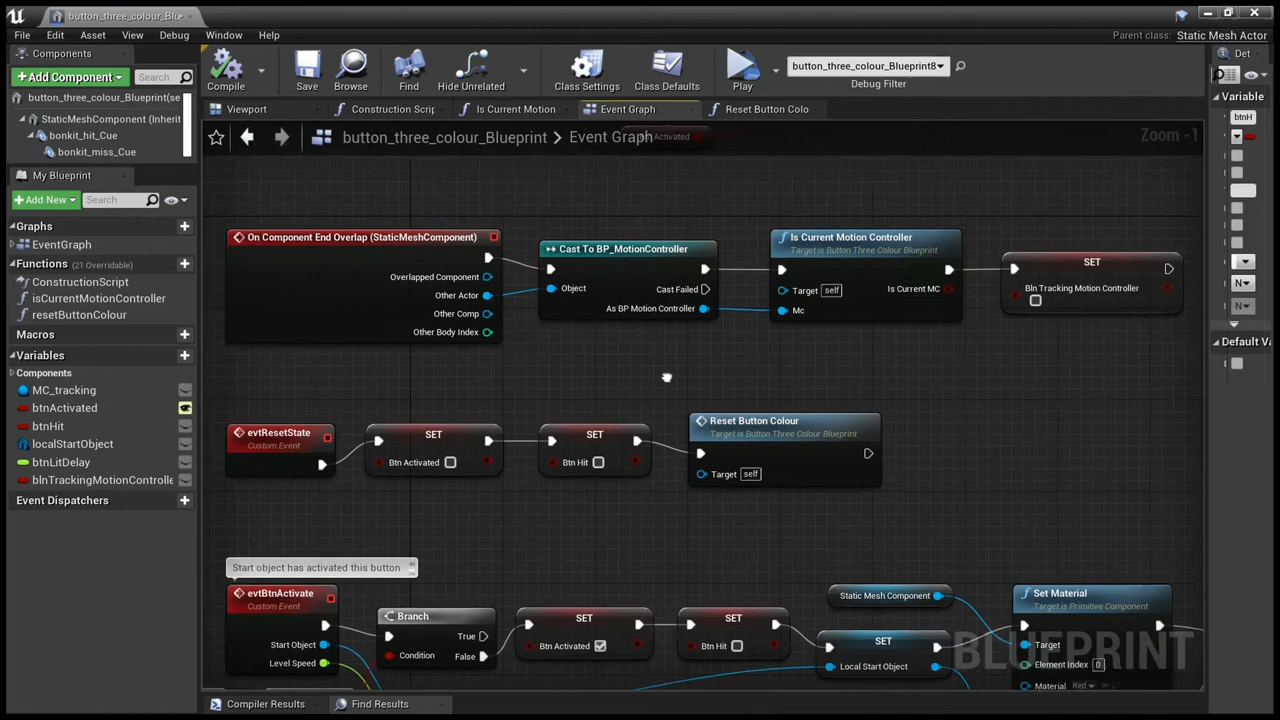 button_three_colour_Blu
File Edit Asset View Debug Window Help
Parent class: Static Mesh Actor
Components
Det
+Add Component
Search
Compile
Save
Browse
Find
Hide Unrelated
Class Settings
Class Defaults
Play
button_three_colour_Blueprint8
Debug Filter
Variable
button_three_colour_Blueprint(se
StaticMeshComponent (Inherit
bonkit_hit_Cue
bonkit_miss_Cue
Viewport
Construction Scrip
Is Current Motion
Event Graph
Reset Button Colo
btnH
button_three_colour_Blueprint > Event Graph
Activated
Zoom -1
My Blueprint
+Add New
Search
Graphs
EventGraph
Functions (21 Overridable)
ConstructionScript
isCurrentMotionController
resetButtonColour
Macros
Variables
Components
MC_tracking
btnActivated
btnHit
localStartObject
btnLitDelay
blnTrackingMotionControlle
Event Dispatchers
On Component End Overlap (StaticMeshComponent)
Overlapped Component
Other Actor
Other Comp
Other Body Index
Cast To BP_MotionController
Object
Cast Failed
As BP Motion Controller
Is Current Motion Controller
Target is Button Three Colour Blueprint
Target self
Is Current MC
Mc
SET
Bln Tracking Motion Controller
N
N
Default Va
evtResetState
Custom Event
SET
Btn Activated
SET
Btn Hit
Reset Button Colour
Target is Button Three Colour Blueprint
Target self
Start object has activated this button
evtBtnActivate
Custom Event
Start Object
Level Speed
Branch
True
Condition
False
SET
Btn Activated
SET
Btn Hit
Static Mesh Component
SET
Local Start Object
Set Material
Target is Primitive Component
Target
Element Index 0
Material Red
BLUEPRINT
Compiler Results
Find Results